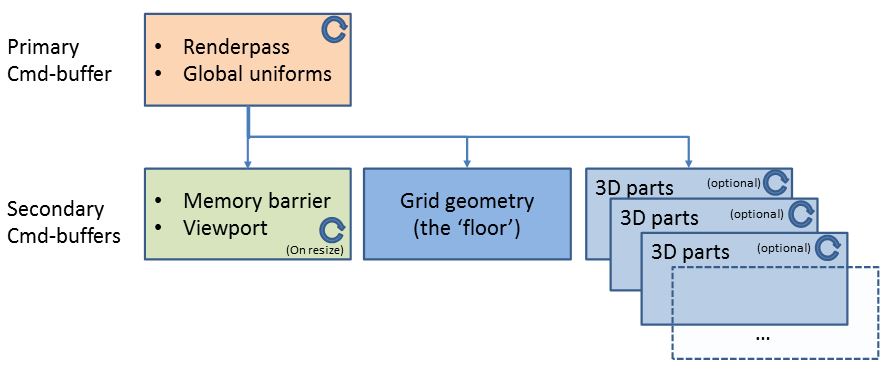 Primary
Cmd-buffer
• Renderpass
• Global uniforms
Secondary
Cmd-buffers
• Memory barrier
• Viewport
(On resize)
Grid geometry
(the ‘floor’)
3D parts (optional)
3D parts (optional)
3D parts (optional)
...